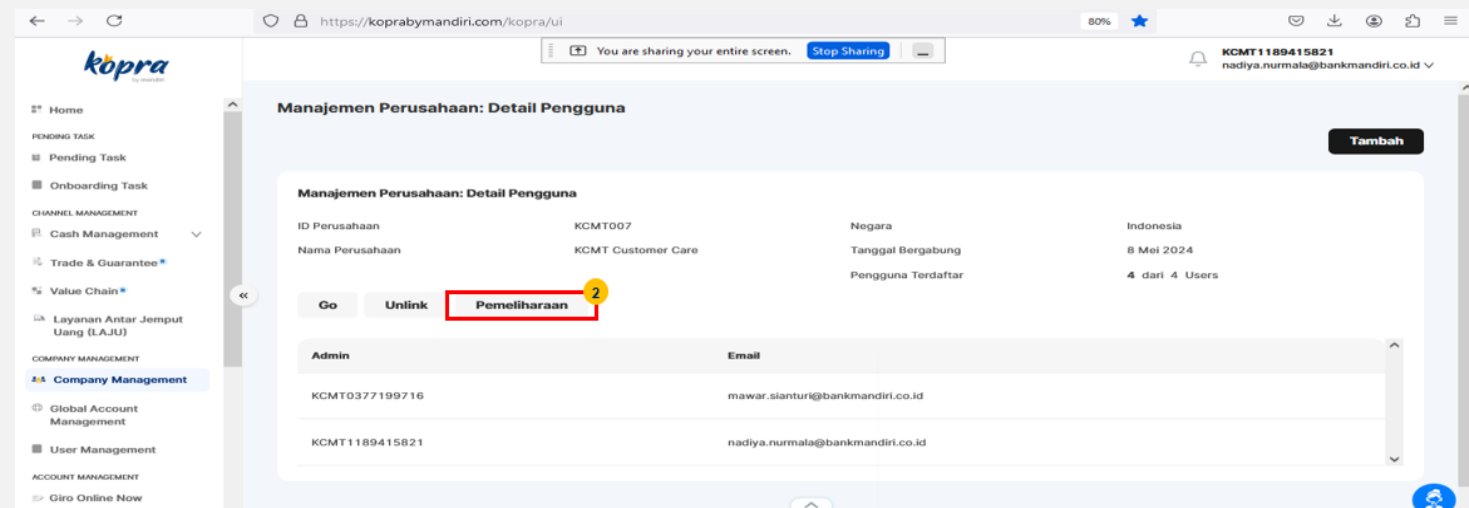 https://koprabymandiri.com/kopra/ui
80%
You are sharing your entire screen. Stop Sharing
kopra
by mandiri
KCMT1189415821
nadiya.nurmala@bankmandiri.co.id
Home
PENDING TASK
Pending Task
Onboarding Task
CHANNEL MANAGEMENT
Cash Management
Trade & Guarantee
Value Chain
Layanan Antar Jemput
Uang (LAJU)
COMPANY MANAGEMENT
Company Management
Global Account
Management
User Management
ACCOUNT MANAGEMENT
Giro Online Now
Manajemen Perusahaan: Detail Pengguna
Tambah
Manajemen Perusahaan: Detail Pengguna
ID Perusahaan KCMT007 Negara Indonesia
Nama Perusahaan KCMT Customer Care Tanggal Bergabung 8 Mei 2024
Pengguna Terdaftar 4 dari 4 Users
2
Go Unlink Pemeliharaan
Admin Email
KCMT0377199716 mawar.sianturi@bankmandiri.co.id
KCMT1189415821 nadiya.nurmala@bankmandiri.co.id